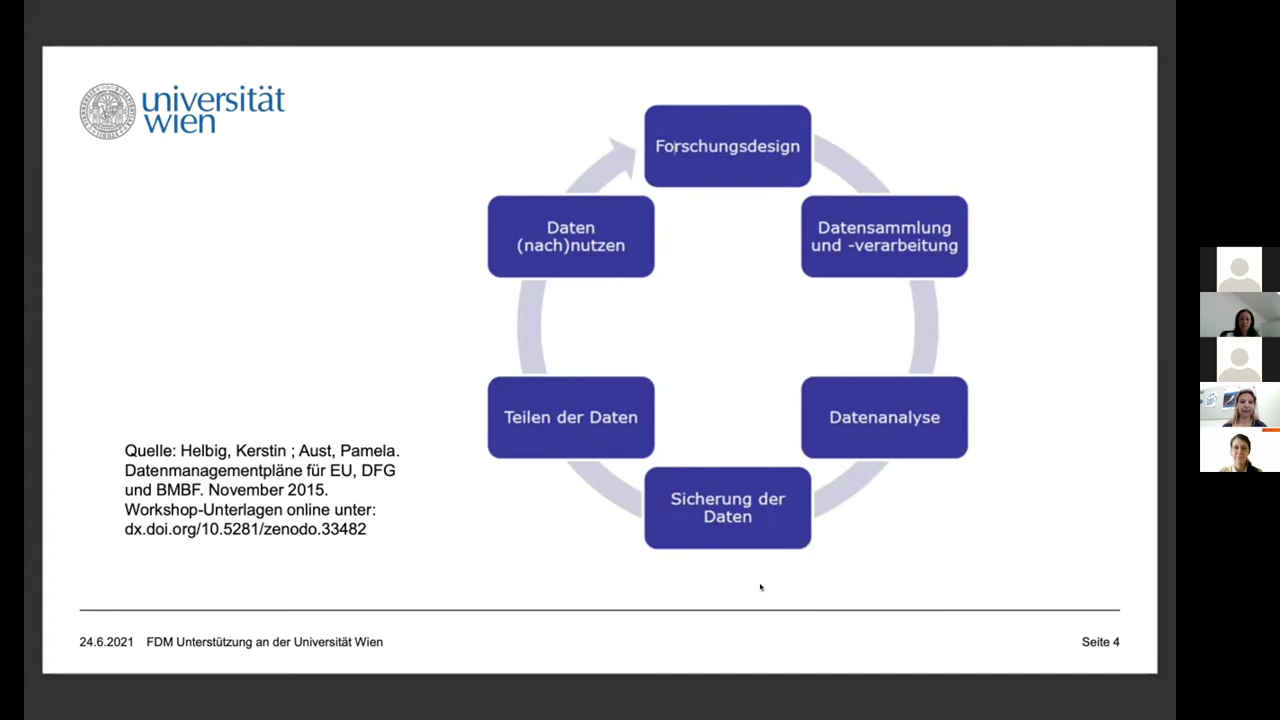 universität
wien
Forschungsdesign
Datensammlung
und -verarbeitung
Datenanalyse
Sicherung der
Daten
Teilen der Daten
Daten
(nach)nutzen
Quelle: Helbig, Kerstin ; Aust, Pamela.
Datenmanagementpläne für EU, DFG
und BMBF. November 2015.
Workshop-Unterlagen online unter:
dx.doi.org/10.5281/zenodo.33482
24.6.2021 FDM Unterstützung an der Universität Wien
Seite 4